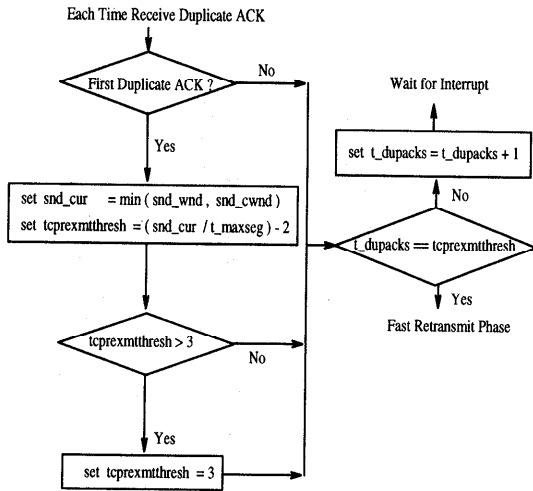 Each Time Receive Duplicate ACK
First Duplicate ACK ?
No
Yes
set snd_cur = min ( snd_wnd , snd_cwnd)
set tcprexmtthresh = (snd_cur / t_maxseg) - 2
tcprexmtthresh > 3
No
Yes
set tcprexmtthresh = 3
Wait for Interrupt
set t_dupacks = t_dupacks + 1
No
t_dupacks == tcprexmtthresh
Yes
Fast Retransmit Phase